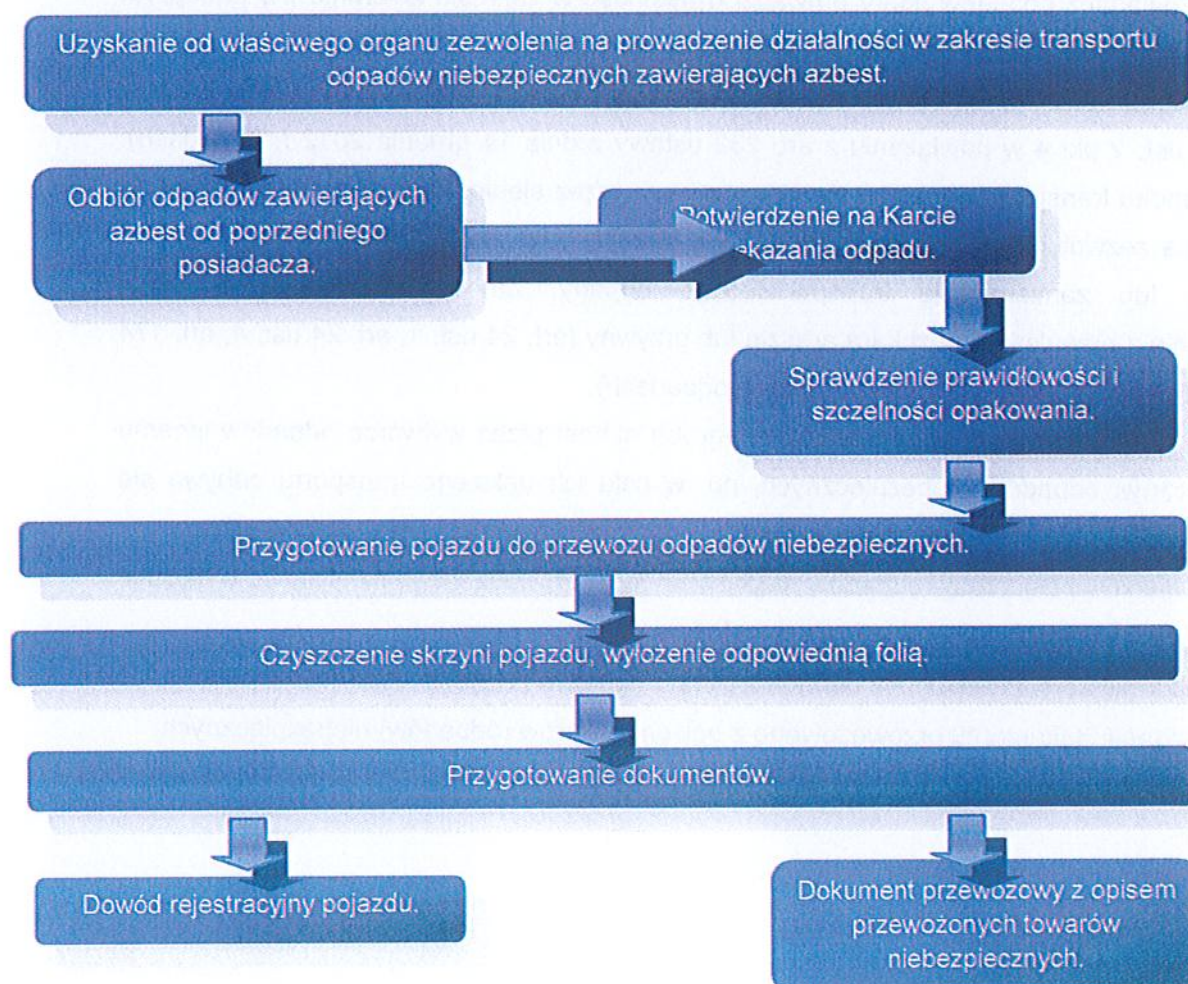 Uzyskanie od właściwego organu zezwolenia na prowadzenie działalności w zakresie transportu
odpadów niebezpiecznych zawierających azbest.
Odbiór odpadów zawierających
azbest od poprzedniego
posiadacza.
Potwierdzenie na Karcie
ekazania odpadu.
Sprawdzenie prawidłowości i
szczelności opakowania.
Przygotowanie pojazdu do przewozu odpadów niebezpiecznych.
Czyszczenie skrzyni pojazdu, wyłożenie odpowiednią folią.
Przygotowanie dokumentów.
Dowód rejestracyjny pojazdu.
Dokument przewozowy z opisem
przewożonych towarów
niebezpiecznych.